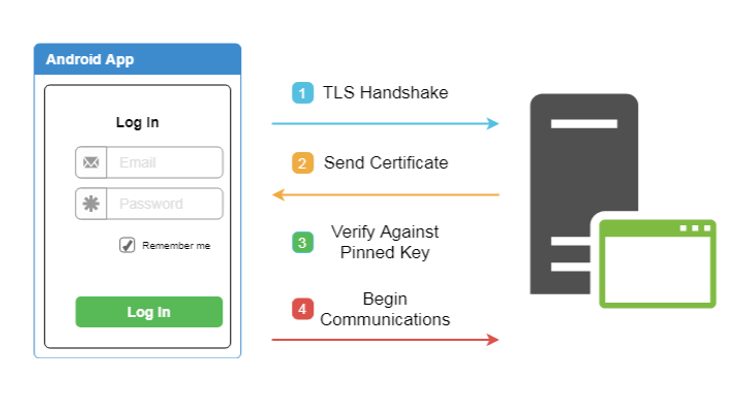 Android App
Log In
Email
Password
Remember me
Log In
1 TLS Handshake
2 Send Certificate
3 Verify Against
Pinned Key
4 Begin
Communications